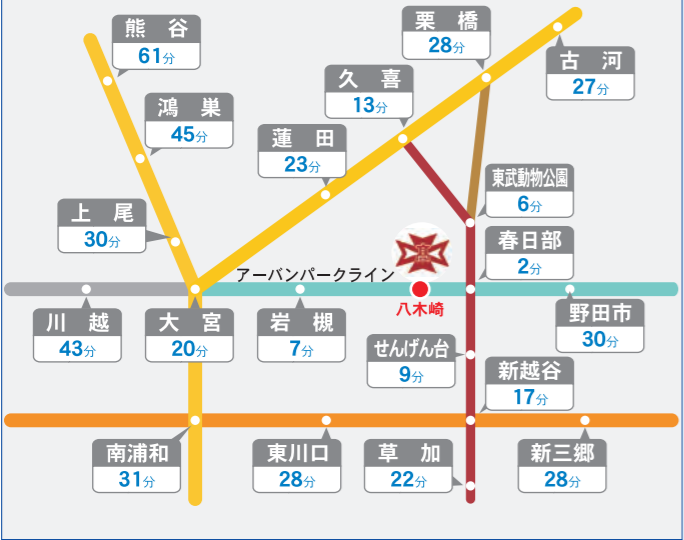 熊谷
61分
栗橋
28分
古河
27分
久喜
13分
鴻巣
45分
蓮田
23分
東武動物公園
6分
上尾
30分
春日部
2分
アーバンパークライン
八木崎
川越
43分
大宮
20分
岩槻
7分
野田市
30分
せんげん台
9分
新越谷
17分
南浦和
31分
東川口
28分
草加
22分
新三郷
28分